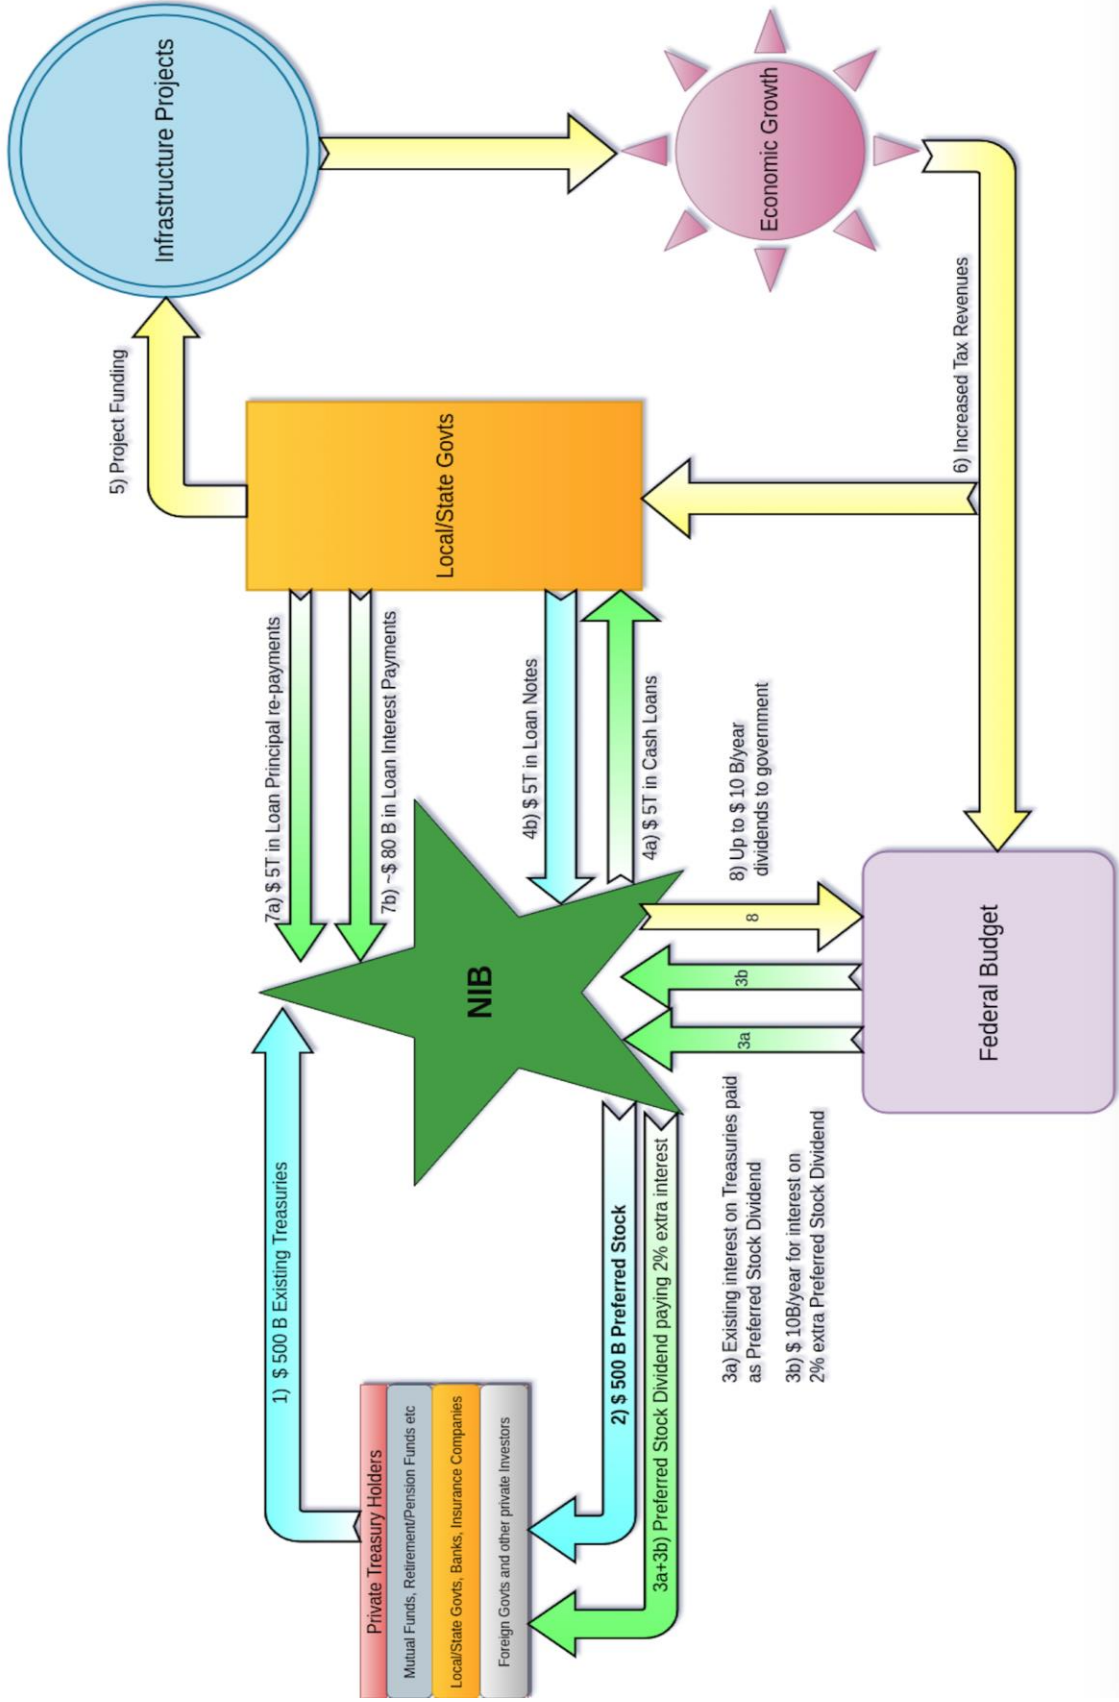 1) $ 500 B Existing Treasuries
Private Treasury Holders
Mutual Funds, Retirement/Pension Funds etc
Local/State Govts, Banks, Insurance Companies
Foreign Govts and other private Investors
2) $ 500 B Preferred Stock
3a+3b) Preferred Stock Dividend paying 2% extra interest
3a) Existing interest on Treasuries paid
as Preferred Stock Dividend
3b) $ 10B/year for interest on
2% extra Preferred Stock Dividend
NIB
3a
3b
8
Federal Budget
7a) $ 5T in Loan Principal re-payments
7b) ~$ 80 B in Loan Interest Payments
4b) $ 5T in Loan Notes
4a) $ 5T in Cash Loans
8) Up to $ 10 B/year
dividends to government
5) Project Funding
Local/State Govts
6) Increased Tax Revenues
Infrastructure Projects
Economic Growth